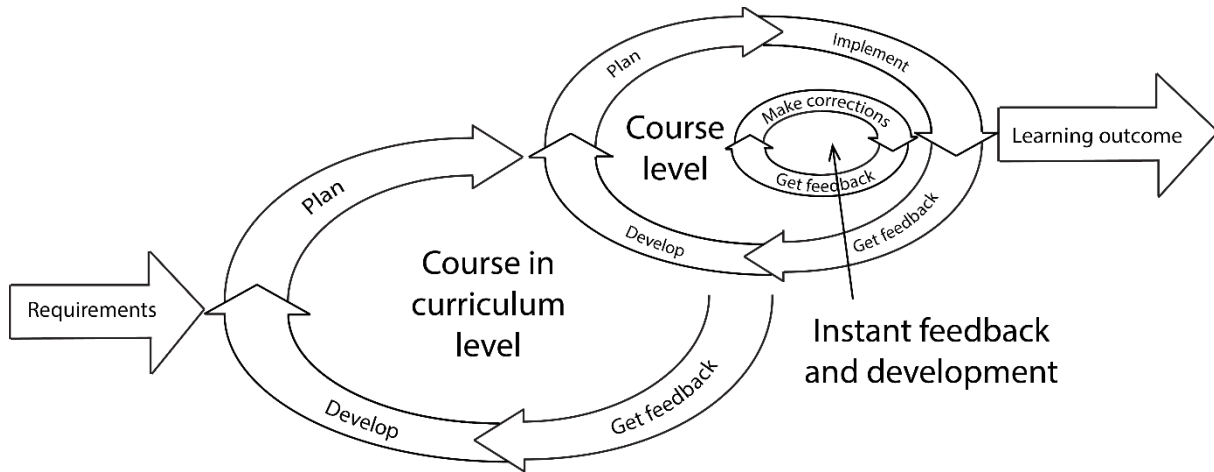 Plan
Implement
Make corrections
Course
level
Learning outcome
Get feedback
Plan
Develop
Get feedback
Course in
curriculum
level
Requirements
Instant feedback
and development
Get feedback
Develop